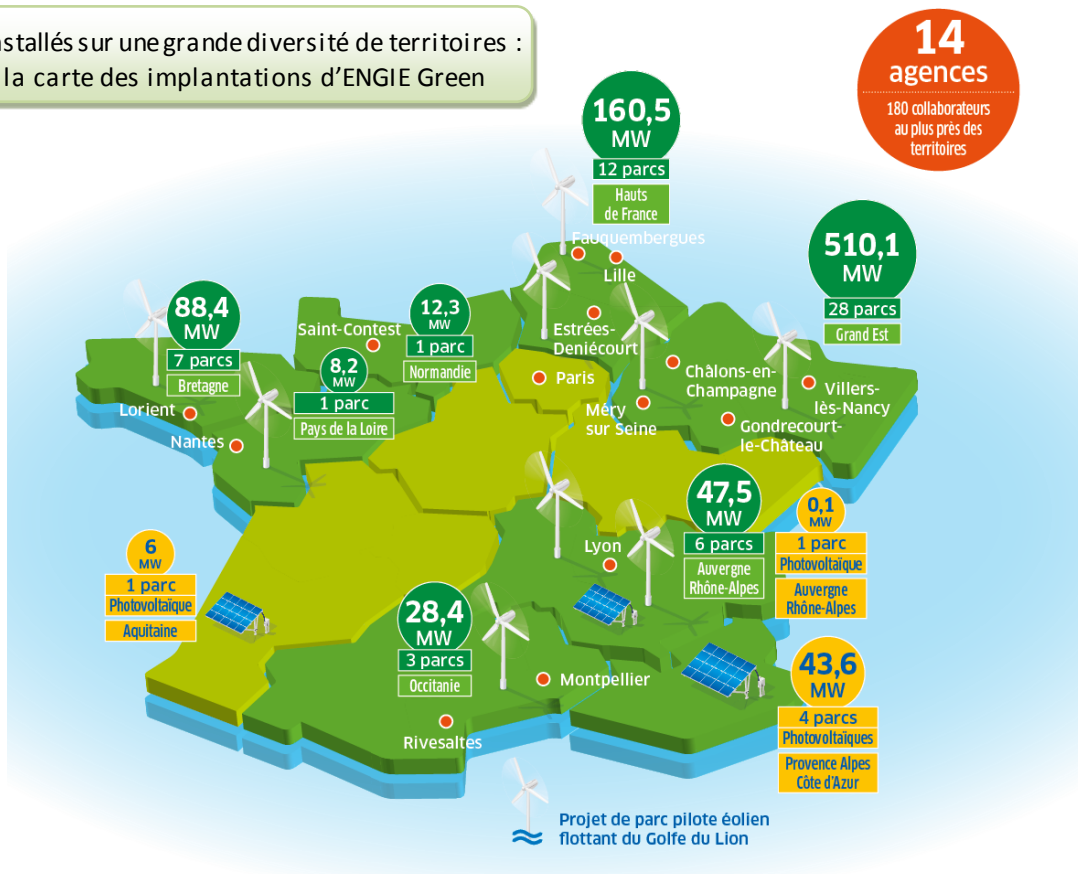 nstallés sur une grande diversité de territoires :
la carte des implantations d'ENGIE Green
14
agences
180 collaborateurs
au plus près des
territoires
160,5
MW
12 parcs
Hauts
de France
510,1
MW
28 parcs
Grand Est
88,4
MW
7 parcs
Bretagne
12,3
MW
1 parc
Normandie
8,2
MW
1 parc
Pays de la Loire
Fauquembergues
Lille
Saint-Contest
Estrées-
Deniécourt
Paris
Châlons-en-
Champagne
Villers-
lès-Nancy
Méry
sur Seine
Gondrecourt-
le-Château
Lorient
Nantes
47,5
MW
6 parcs
Auvergne
Rhône-Alpes
0,1
MW
1 parc
Photovoltaïque
Auvergne
Rhône-Alpes
Lyon
6
MW
1 parc
Photovoltaïque
Aquitaine
28,4
MW
3 parcs
Occitanie
Montpellier
Rivesaltes
43,6
MW
4 parcs
Photovoltaïques
Provence Alpes
Côte d'Azur
Projet de parc pilote éolien
flottant du Golfe du Lion